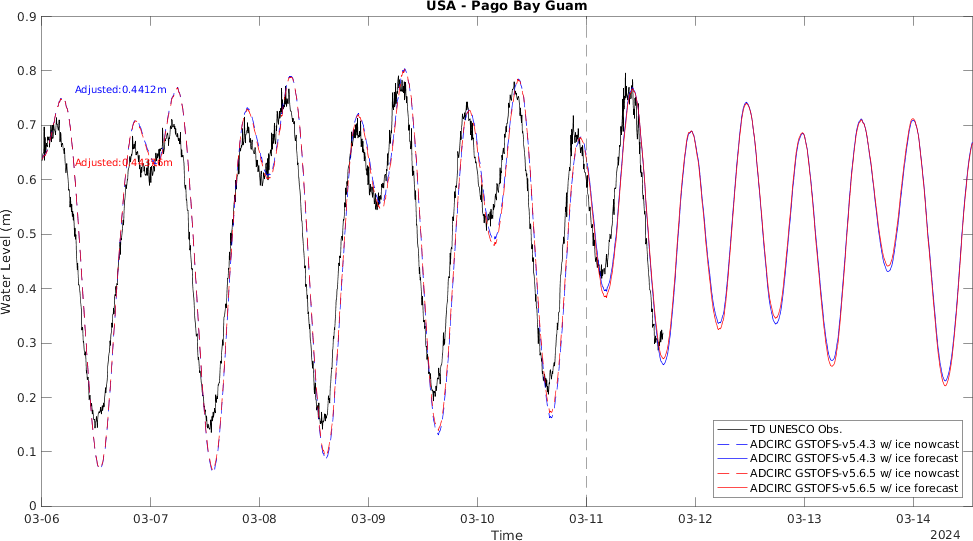 USA - Pago Bay Guam
0.9
0.8
0.7
0.6
0.5
0.4
0.3
0.2
0.1
0
Water Level (m)
Adjusted:0.4412m
03-06
03-07
03-08
03-09
03-10
03-11
03-12
03-13
03-14
Time
2024
TD UNESCO Obs.
ADCIRC GSTOFS-v5.4.3 w/ ice nowcast
ADCIRC GSTOFS-v5.4.3 w/ ice forecast
ADCIRC GSTOFS-v5.6.5 w/ ice nowcast
ADCIRC GSTOFS-v5.6.5 w/ ice forecast